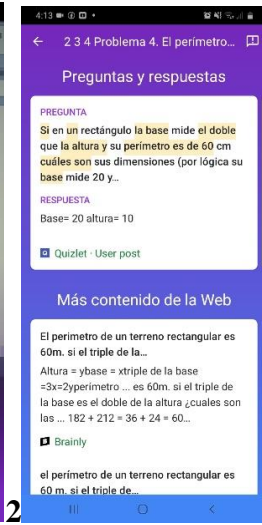 4:13
2 3 4 Problema 4. El perímetro...
Preguntas y respuestas
PREGUNTA
Si en un rectángulo la base mide el doble
que la altura y su perímetro es de 60 cm
cuáles son sus dimensiones (por lógica su
base mide 20 y...
RESPUESTA
Base= 20 altura= 10
Quizlet · User post
Más contenido de la Web
El perimetro de un terreno rectangular es
60m. si el triple de la...
Altura = ybase = xtriple de la base
=3x=2yperímetro ... es 60m. si el triple de
la base es el doble de la altura ¿cuales son
las ... 182 + 212 = 36 + 24 = 60...
Brainly
el perímetro de un terreno rectangular es
60 m. si el triple de...
2